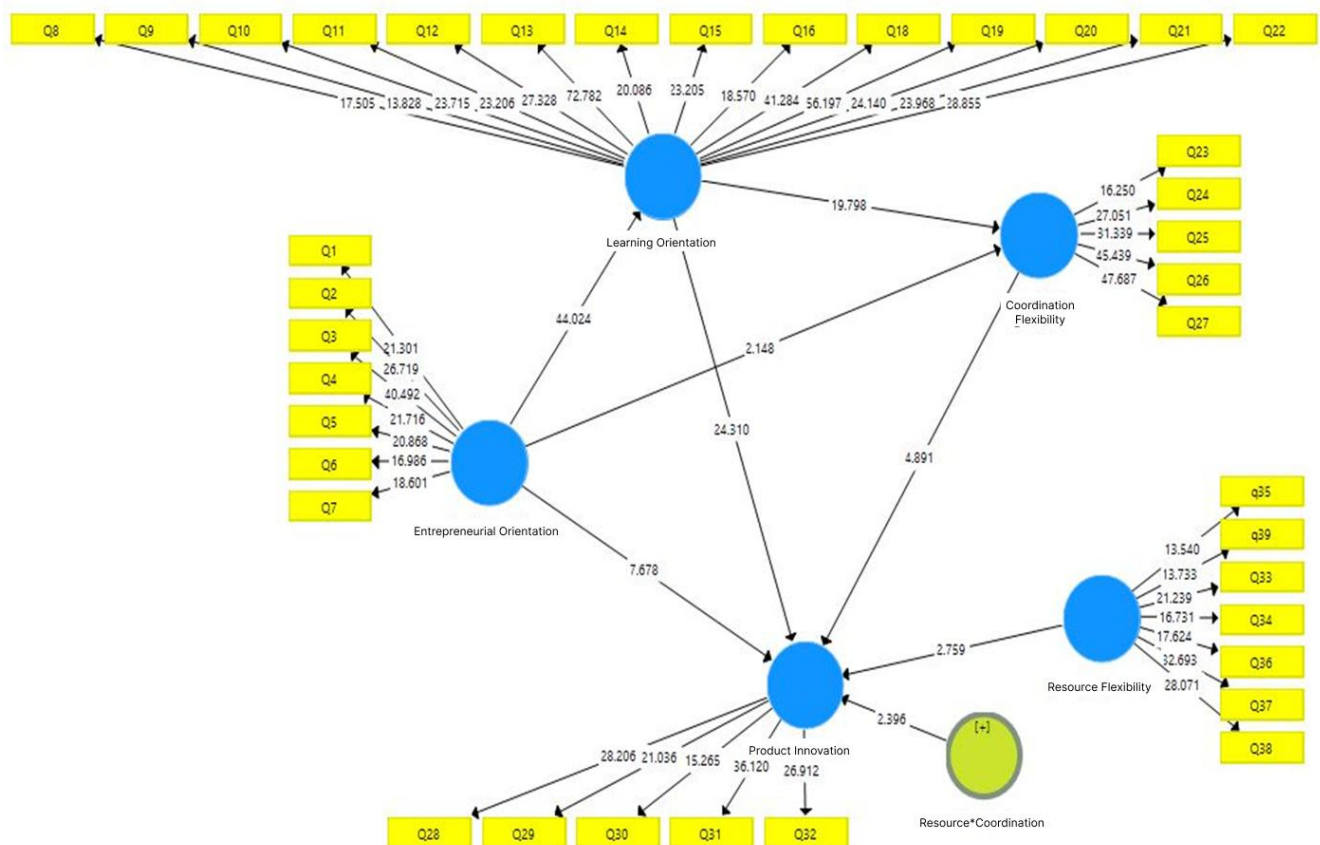 Q8 Q9 Q10 Q11 Q12 Q13 Q14 Q15 Q16 Q18 Q19 Q20 Q21 Q22
17.505 13.828 23.715 23.206 27.328 72.782 20.086 23.205 18.570 41.284 56.197 24.140 23.968 28.855
Learning Orientation
19.798
Q23
Q24
Q25
Q26
Q27
16.250
27.051
31.339
45.439
47.687
Coordination
Flexibility
Q1
Q2
Q3
Q4
Q5
Q6
Q7
21.301
26.719
40.492
21.716
20.868
16.986
18.601
Entrepreneurial Orientation
44.024
2.148
24.310
4.891
7.678
q35
q39
Q33
Q34
Q36
Q37
Q38
13.540
13.733
21.239
16.731
17.624
32.693
28.071
Resource Flexibility
2.759
2.396
[+]
Resource*Coordination
Product Innovation
28.206 21.036 15.265 36.120 26.912
Q28 Q29 Q30 Q31 Q32